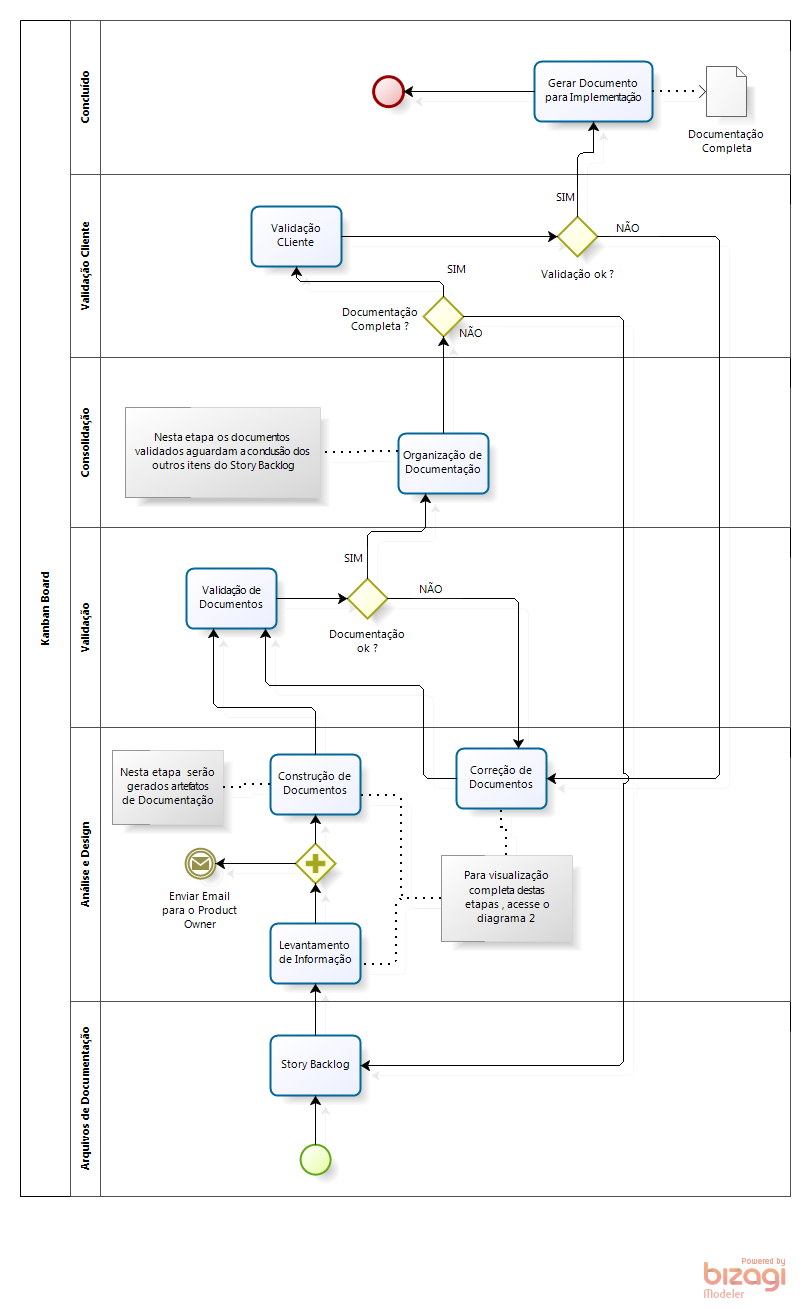 Kanban Board
Concluído
Gerar Documento
para Implementação
Documentação
Completa
Validação Cliente
SIM
Validação
CLiente
NÃO
Validação ok ?
SIM
Documentação
Completa ?
NÃO
Consolidação
Nesta etapa os documentos
validados aguardam a conclusão dos
outros itens do Story Backlog
Organização de
Documentação
Validação
SIM
Validação de
Documentos
NÃO
Documentação
ok ?
Análise e Design
Nesta etapa serão
gerados artefatos
de Documentação
Construção de
Documentos
Correção de
Documentos
Enviar Email
para o Product
Owner
Para visualização
completa destas
etapas , acesse o
diagrama 2
Levantamento
de Informação
Arquivos de Documentação
Story Backlog
Powered by
bizagi
Modeler